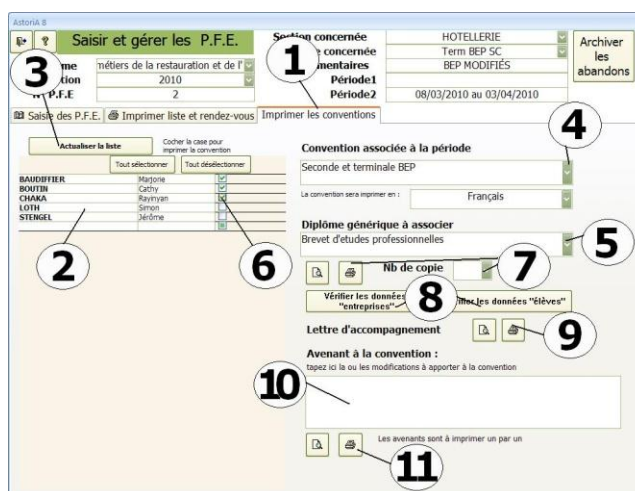 AstoriA 8
Saisir et gérer les P.F.E.
Section concernée
HOTELLERIE
concernée
Term BEP SC
BEP MODIFIÉS
Archiver
les
abandons
métiers de la restauration et de l'
2010
Période1
P.F.E
2
Période2
08/03/2010 au 03/04/2010
1
3
Saisie des P.F.E.
Imprimer liste et rendez-vous
Imprimer les conventions
Actualiser la liste
Cocher la case pour
imprimer la convention
Tout sélectionner
Tout désélectionner
BAUDIFFIER Marjorie
BOUTIN Cathy
CHAKA Rayinyan
LOTH Simon
STENGEL Jérôme
2
6
Convention associée à la période
4
Seconde et terminale BEP
La convention sera imprimer en :
Français
Diplôme générique à associer
Brevet d'etudes professionnelles
5
Nb de copie
7
Vérifier les données
"entreprises"
8
les données "élèves"
Lettre d'accompagnement
9
Avenant à la convention :
tapez ici la ou les modifications à apporter à la convention
10
Les avenants sont à imprimer un par un
11